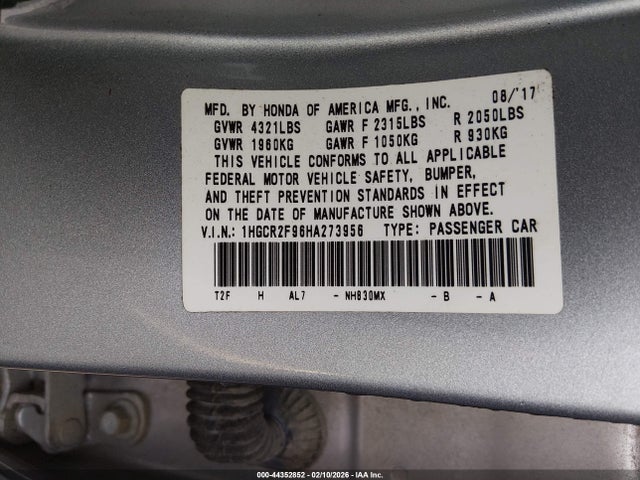 MFD. BY HONDA OF AMERICA MFG., INC. 08/'17
GVWR 4321LBS GAWR F 2315LBS R 2050LBS
GVWR 1960KG GAWR F 1050KG R 930KG
THIS VEHICLE CONFORMS TO ALL APPLICABLE
FEDERAL MOTOR VEHICLE SAFETY, BUMPER,
AND THEFT PREVENTION STANDARDS IN EFFECT
ON THE DATE OF MANUFACTURE SHOWN ABOVE.
V.I.N.: 1HGCR2F96HA273956 TYPE: PASSENGER CAR
T2F H AL7 - NH830MX - B - A
000-44352852 - 02/10/2026 - IAA Inc.